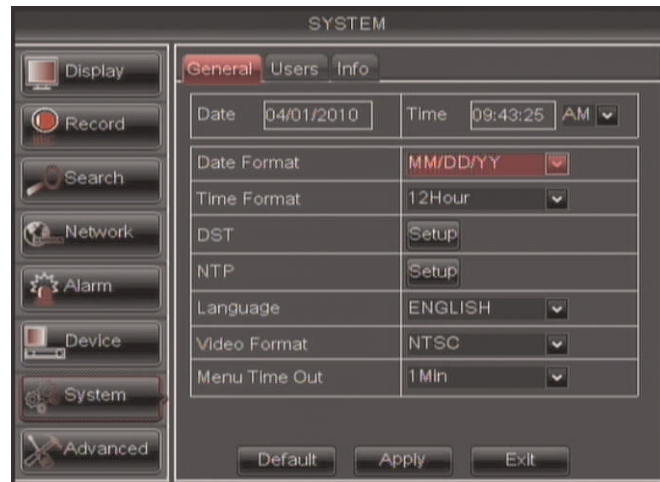 SYSTEM
Display
Record
Search
Network
Alarm
Device
System
Advanced
General Users Info
Date 04/01/2010 Time 09:43:25 AM
Date Format MM/DD/YY
Time Format 12Hour
DST Setup
NTP Setup
Language ENGLISH
Video Format NTSC
Menu Time Out 1Min
Default Apply Exit